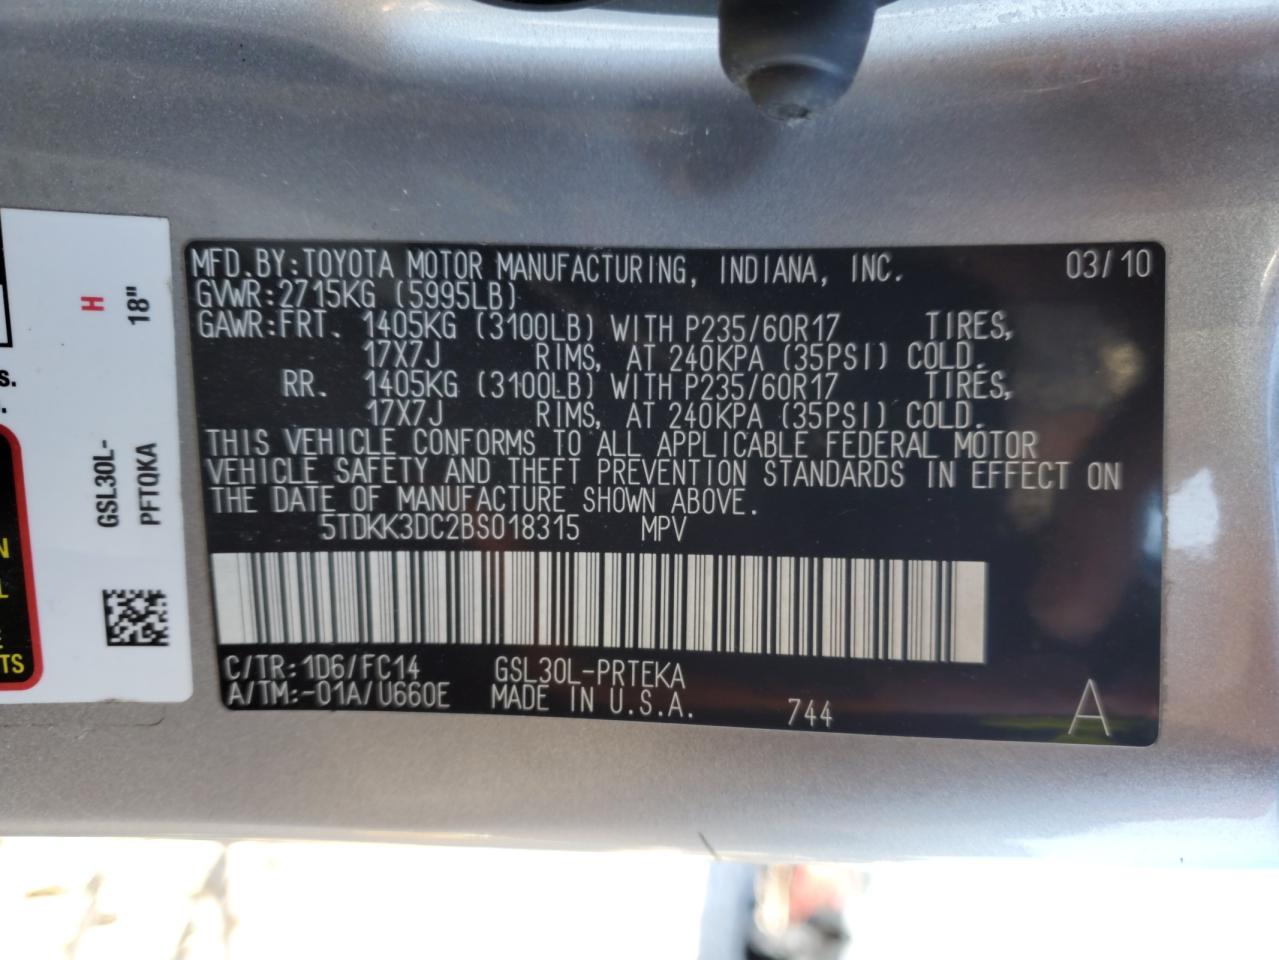 MFD.BY:TOYOTA MOTOR MANUFACTURING, INDIANA, INC. 03/10
GVWR:2715KG (5995LB)
GAWR:FRT. 1405KG (3100LB) WITH P235/60R17 TIRES,
17X7J RIMS, AT 240KPA (35PSI) COLD.
RR. 1405KG (3100LB) WITH P235/60R17 TIRES,
17X7J RIMS, AT 240KPA (35PSI) COLD.
THIS VEHICLE CONFORMS TO ALL APPLICABLE FEDERAL MOTOR
VEHICLE SAFETY AND THEFT PREVENTION STANDARDS IN EFFECT ON
THE DATE OF MANUFACTURE SHOWN ABOVE.
5TDKK3DC2BS018315 MPV
C/TR:1D6/FC14 GSL30L-PRTEKA
A/TM:-01A/U660E MADE IN U.S.A. 744 A
H 18"
GSL30L-
PFTQKA
S.
N
L
TS